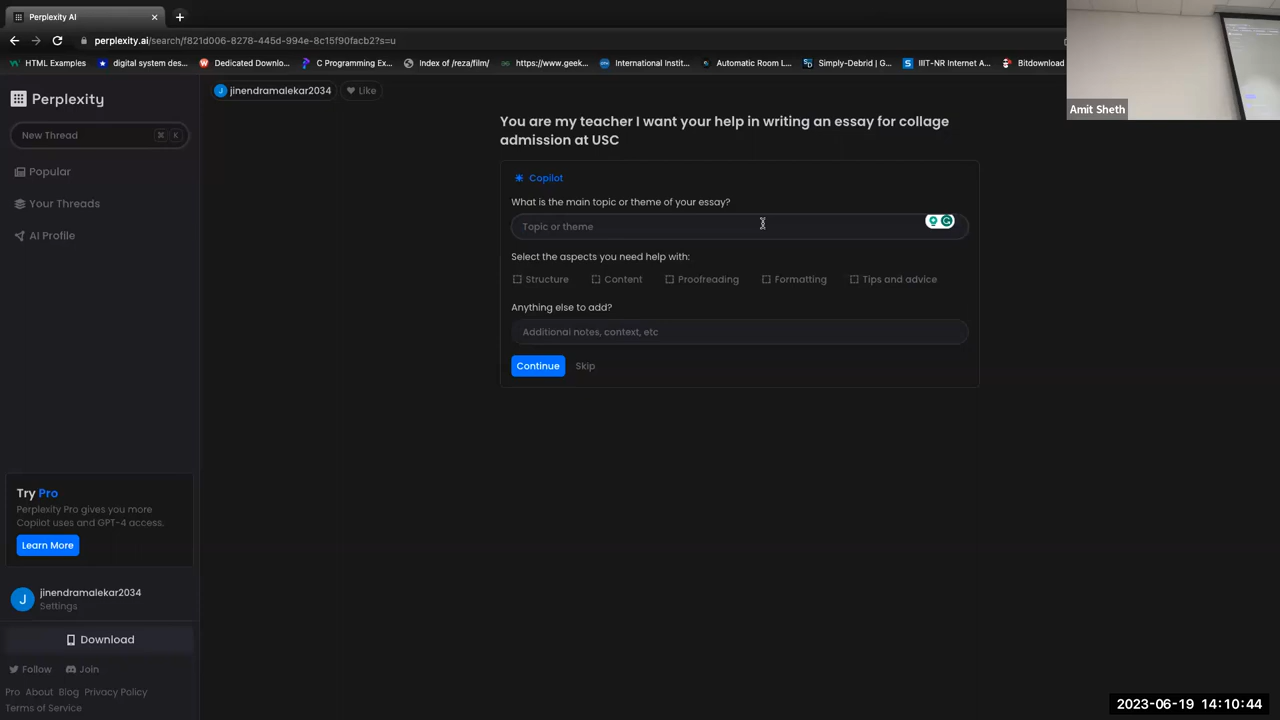 Perplexity AI
perplexity.ai/search/f821d006-8278-445d-994e-8c15f90facb2?s=u
HTML Examples
digital system des...
Dedicated Downlo...
C Programming Ex...
Index of /reza/film/
https://www.geek...
International Instit...
Automatic Room L...
Simply-Debrid | G...
IIIT-NR Internet A...
Bitdownload
Amit Sheth
Perplexity
New Thread
⌘ K
Popular
Your Threads
AI Profile
J jinendramalekar2034
Like
You are my teacher I want your help in writing an essay for collage
admission at USC
Copilot
What is the main topic or theme of your essay?
Topic or theme
Select the aspects you need help with:
Structure Content Proofreading Formatting Tips and advice
Anything else to add?
Additional notes, context, etc
Continue Skip
Try Pro
Perplexity Pro gives you more
Copilot uses and GPT-4 access.
Learn More
J jinendramalekar2034
Settings
Download
Follow Join
Pro About Blog Privacy Policy
Terms of Service
2023-06-19 14:10:44